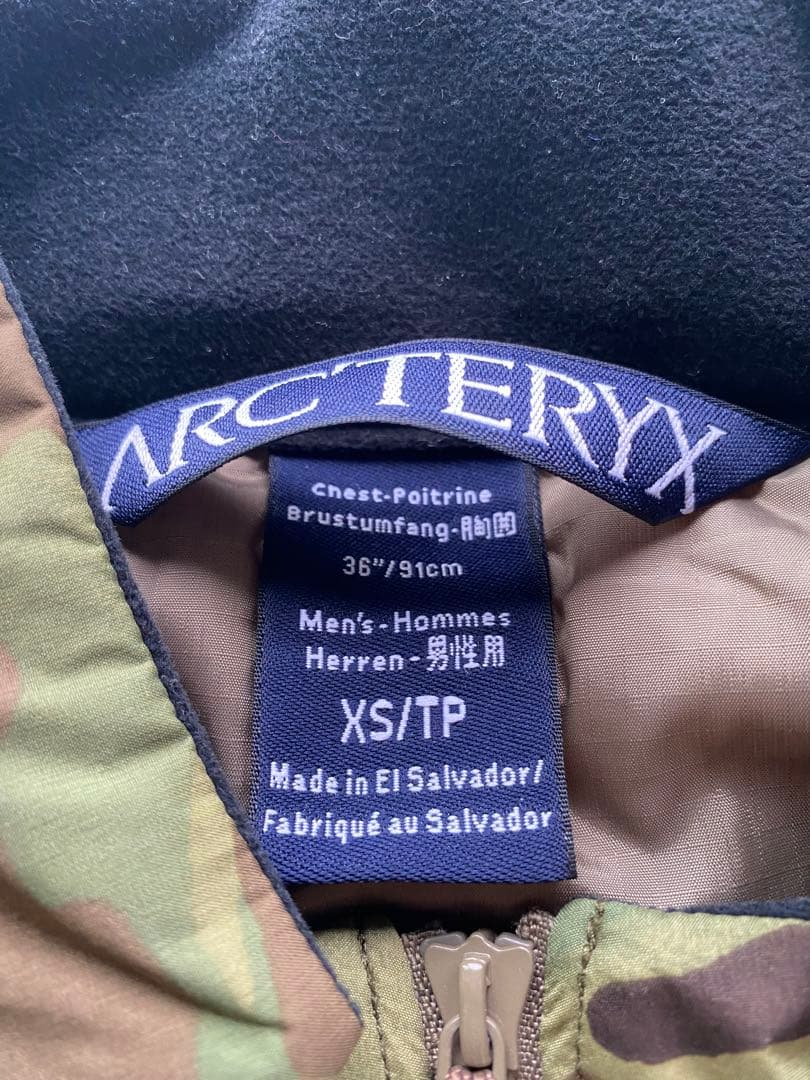 ARC'TERYX
Chest-Poitrine
Brustumfang-胸囲
36"/91cm
Men's-Hommes
Herren-男性用
XS/TP
Made in El Salvador/
Fabriqué au Salvador